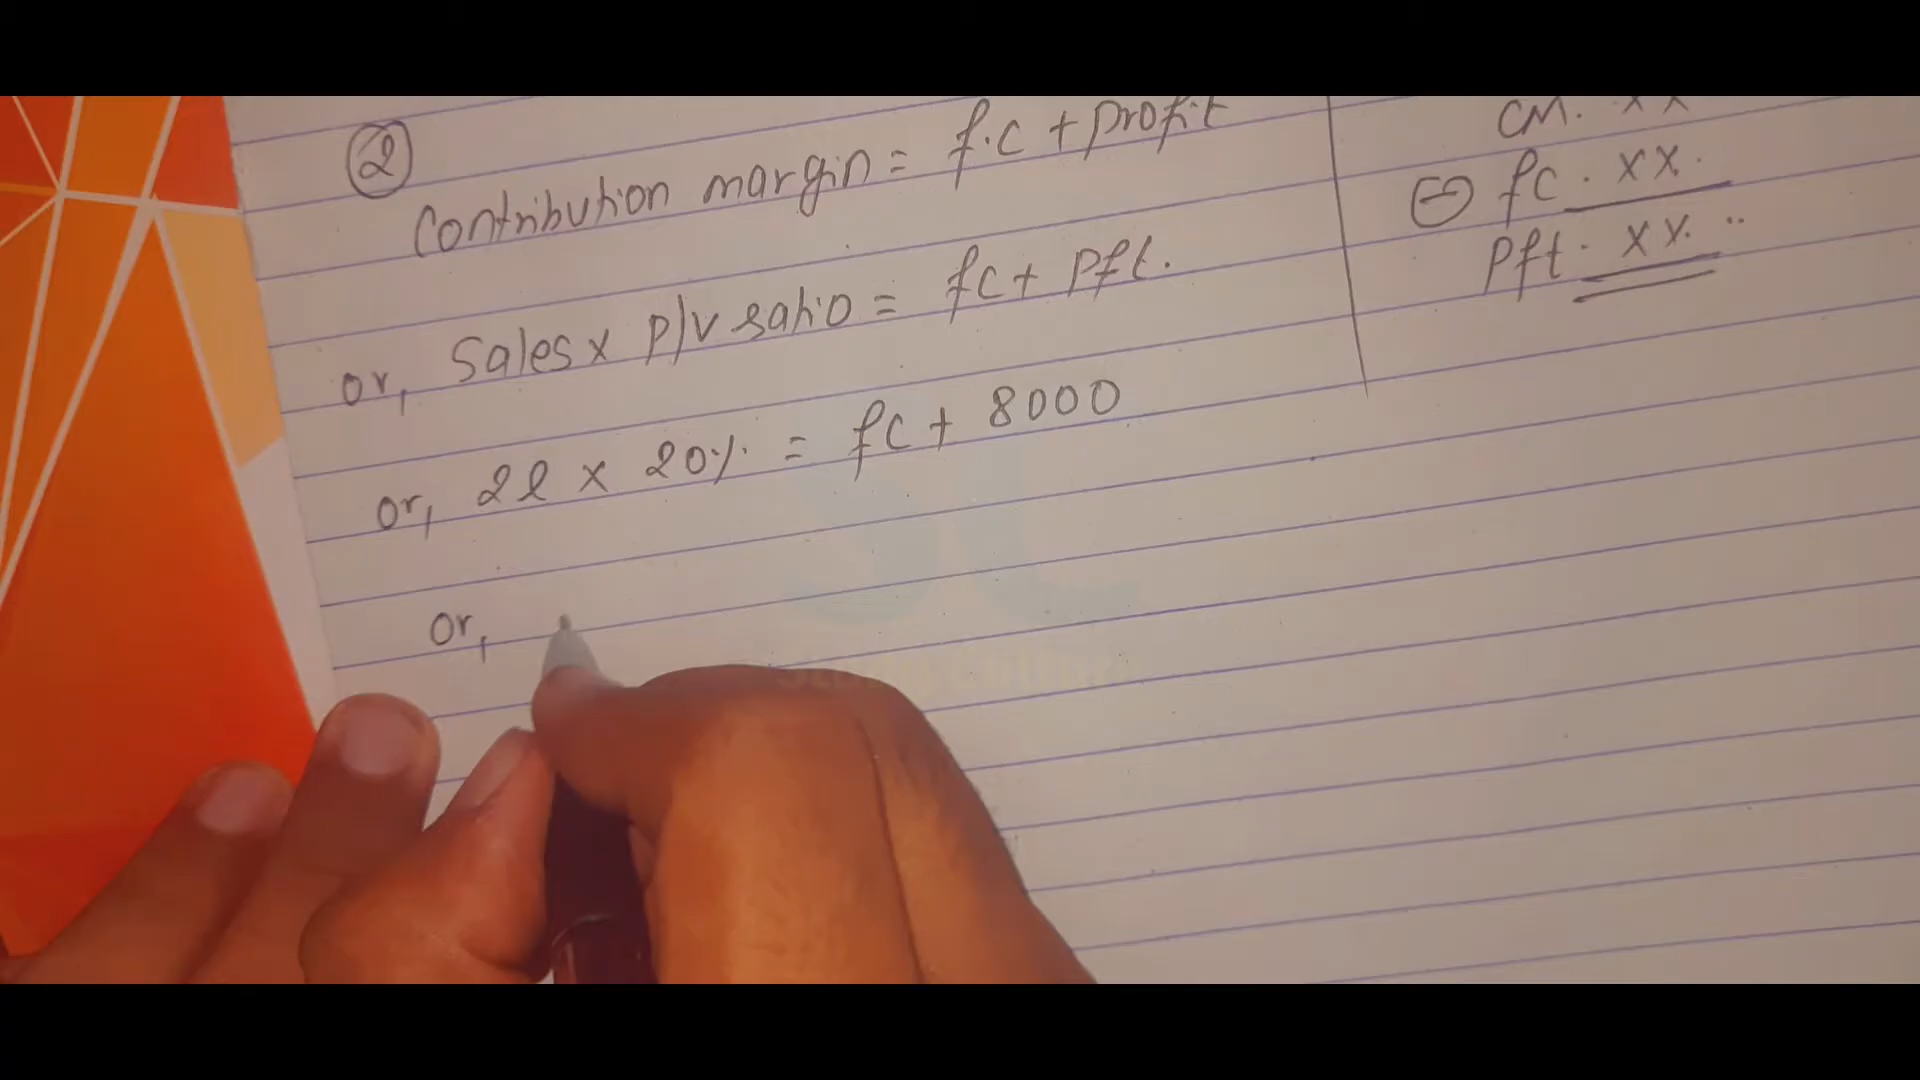 ②
Contribution margin = f.c + profit
or, Sales x p/v ratio = fc + Pft.
or, 2l x 20% = fc + 8000
or,
CM. xx
⊖ fc. xx.
Pft. xx. ..